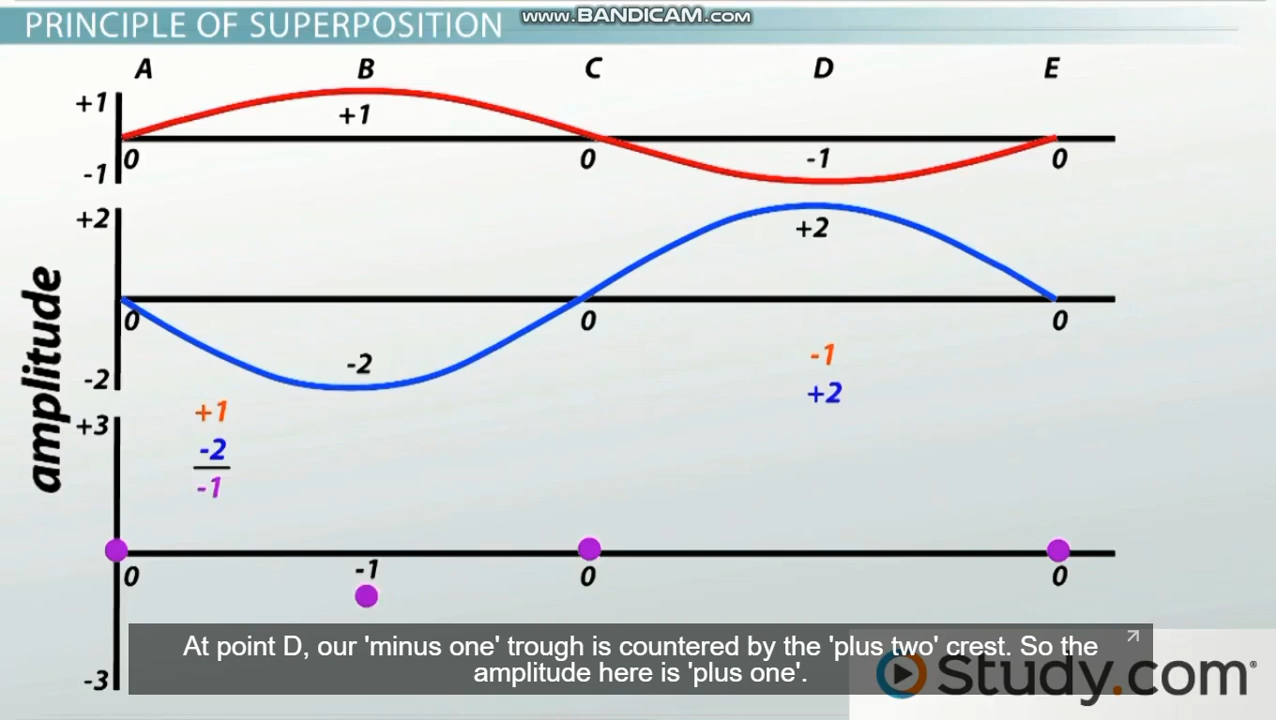 www.BANDICAM.com
PRINCIPLE OF SUPERPOSITION
A B C D E
+1
+1
0 0 -1 0
-1
+2
+2
amplitude
0 0 0
-2
-2
-1
+2
+1
+3
-2
-1
0 -1 0 0
At point D, our 'minus one' trough is countered by the 'plus two' crest. So the
amplitude here is 'plus one'.
-3
Study.com®